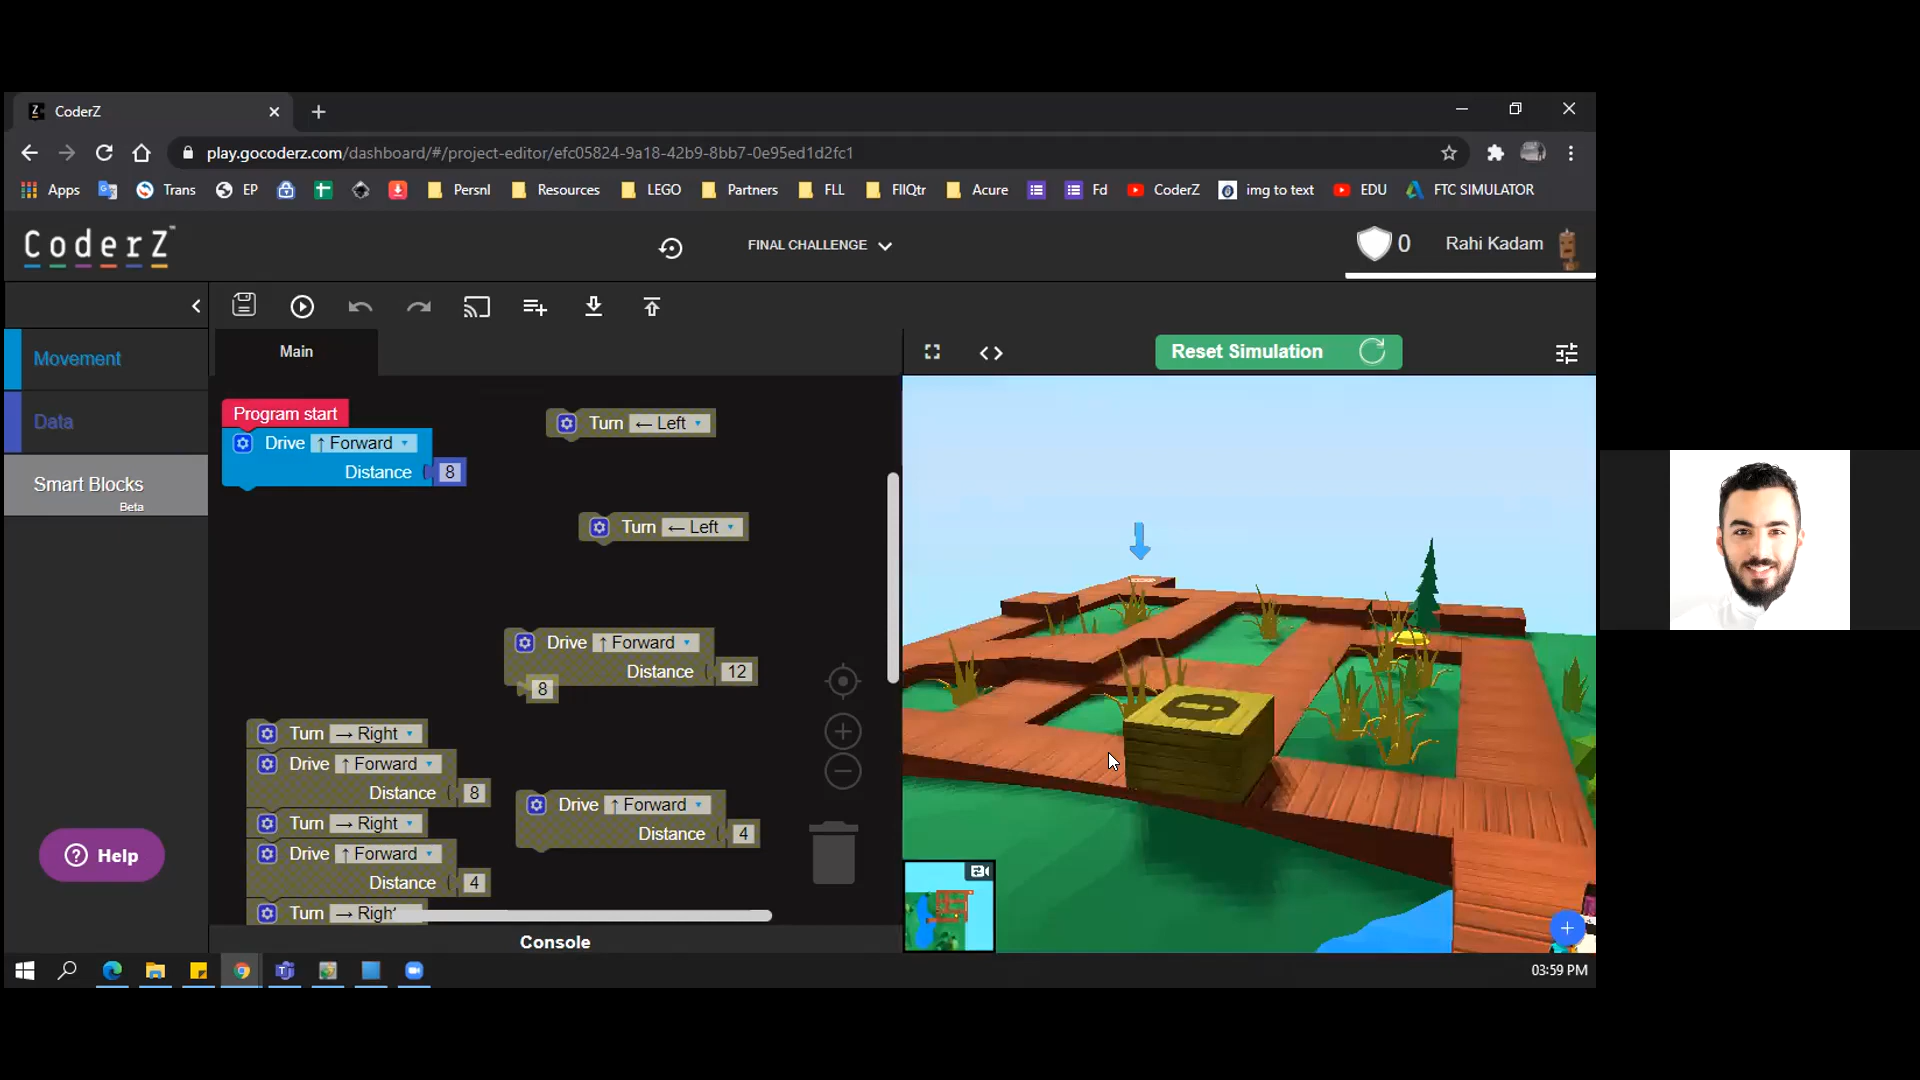 CoderZ
play.gocoderz.com/dashboard/#/project-editor/efc05824-9a18-42b9-8bb7-0e95ed1d2fc1
Apps Trans EP Persnl Resources LEGO Partners FLL FllQtr Acure Fd CoderZ img to text EDU FTC SIMULATOR
CoderZ FINAL CHALLENGE 0 Rahi Kadam
Movement
Data
Smart Blocks
Beta
Help
Main
Reset Simulation
Program start
Drive ↑ Forward
Distance 8
Turn ← Left
Turn ← Left
Drive ↑ Forward
Distance 12
8
Turn → Right
Drive ↑ Forward
Distance 8
Turn → Right
Drive ↑ Forward
Distance 4
Turn → Right
Drive ↑ Forward
Distance 4
Console
03:59 PM